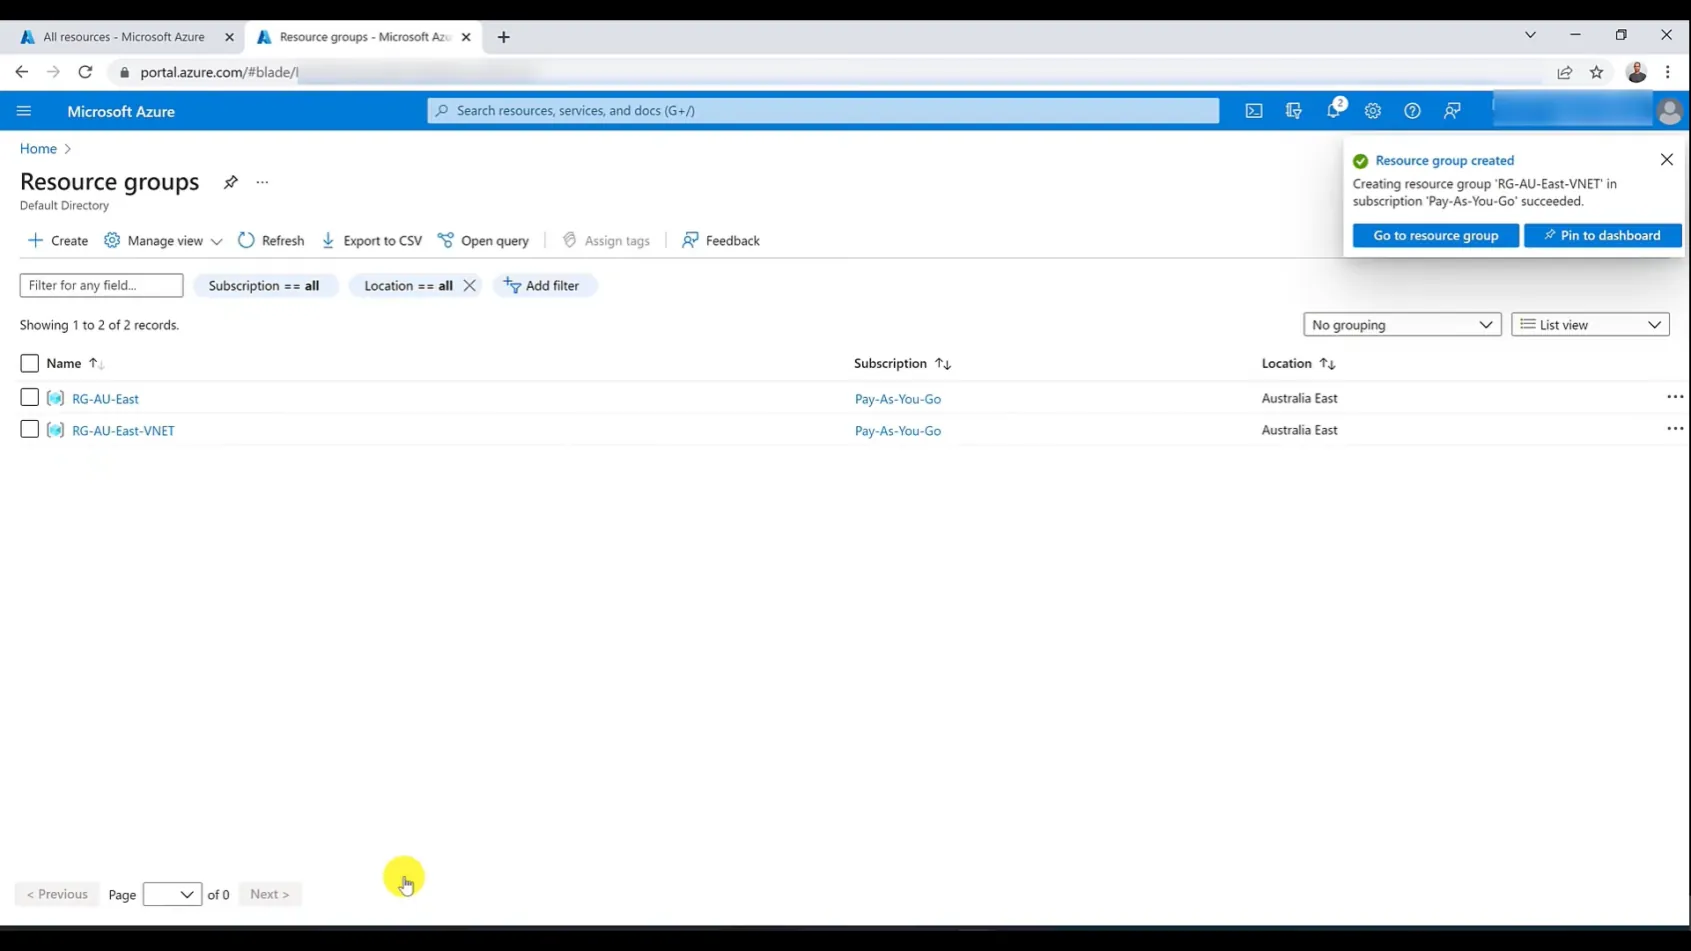 All resources - Microsoft Azure
Resource groups - Microsoft Azu
portal.azure.com/#blade/
Microsoft Azure
Search resources, services, and docs (G+/)
2
Home >
Resource groups
Default Directory
Resource group created
Creating resource group 'RG-AU-East-VNET' in
subscription 'Pay-As-You-Go' succeeded.
Go to resource group Pin to dashboard
Create Manage view Refresh Export to CSV Open query Assign tags Feedback
Filter for any field... Subscription == all Location == all Add filter
Showing 1 to 2 of 2 records.
No grouping List view
Name Subscription Location
RG-AU-East Pay-As-You-Go Australia East
RG-AU-East-VNET Pay-As-You-Go Australia East
< Previous Page of 0 Next >